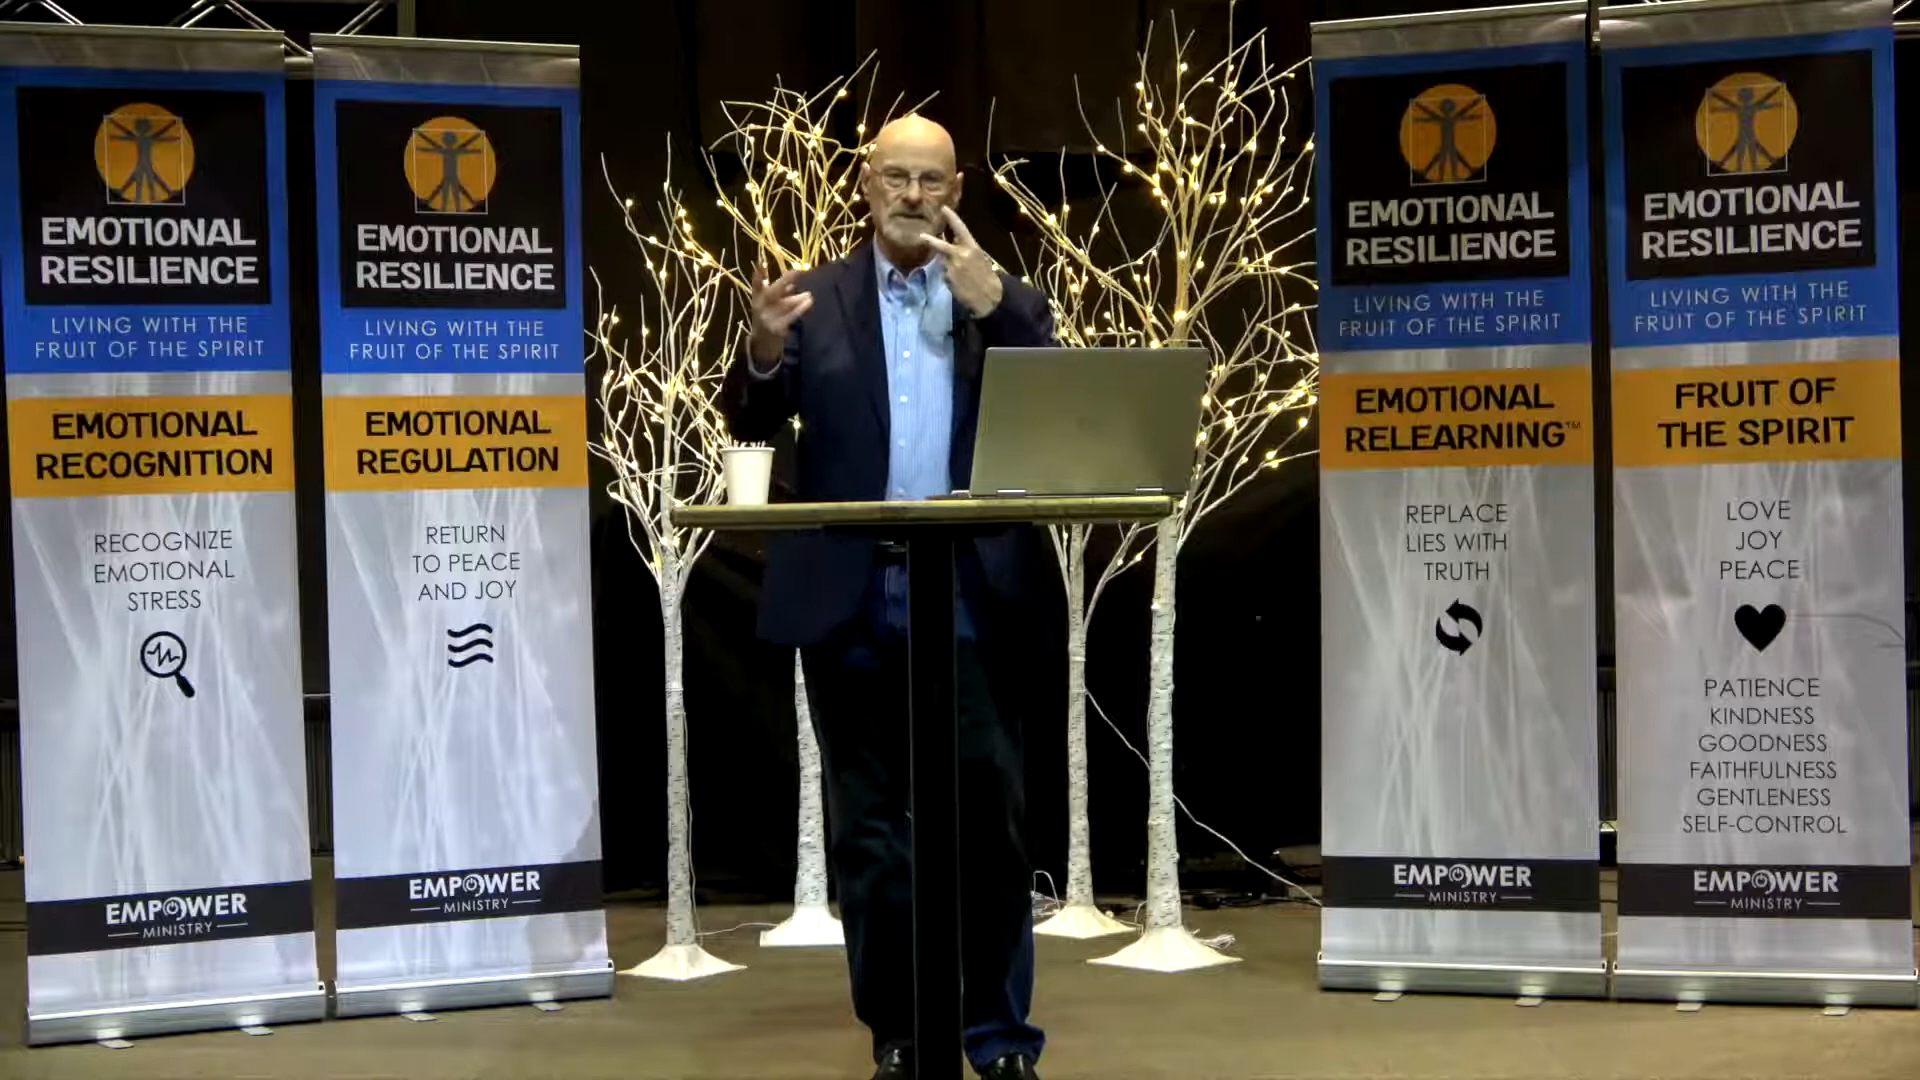 EMOTIONAL
RESILIENCE
LIVING WITH THE
FRUIT OF THE SPIRIT
EMOTIONAL
RECOGNITION
RECOGNIZE
EMOTIONAL
STRESS
EMPOWER
MINISTRY
EMOTIONAL
RESILIENCE
LIVING WITH THE
FRUIT OF THE SPIRIT
EMOTIONAL
REGULATION
RETURN
TO PEACE
AND JOY
EMPOWER
MINISTRY
EMOTIONAL
RESILIENCE
LIVING WITH THE
FRUIT OF THE SPIRIT
EMOTIONAL
RELEARNING™
REPLACE
LIES WITH
TRUTH
EMPOWER
MINISTRY
EMOTIONAL
RESILIENCE
LIVING WITH THE
FRUIT OF THE SPIRIT
FRUIT OF
THE SPIRIT
LOVE
JOY
PEACE
PATIENCE
KINDNESS
GOODNESS
FAITHFULNESS
GENTLENESS
SELF-CONTROL
EMPOWER
MINISTRY